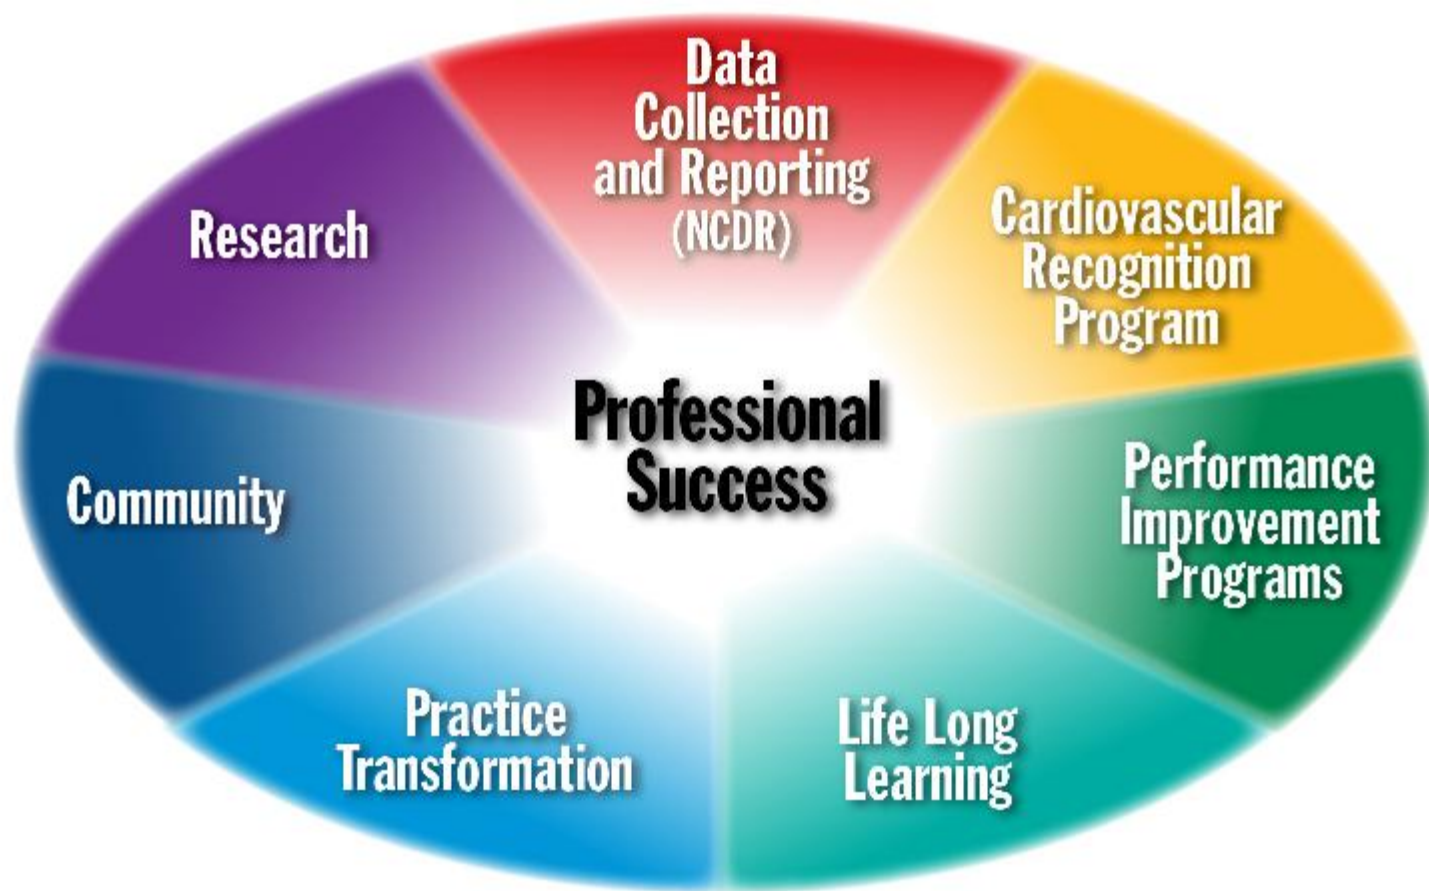 Data
Collection
and Reporting
(NCDR)
Cardiovascular
Recognition
Program
Performance
Improvement
Programs
Life Long
Learning
Practice
Transformation
Community
Research
Professional
Success